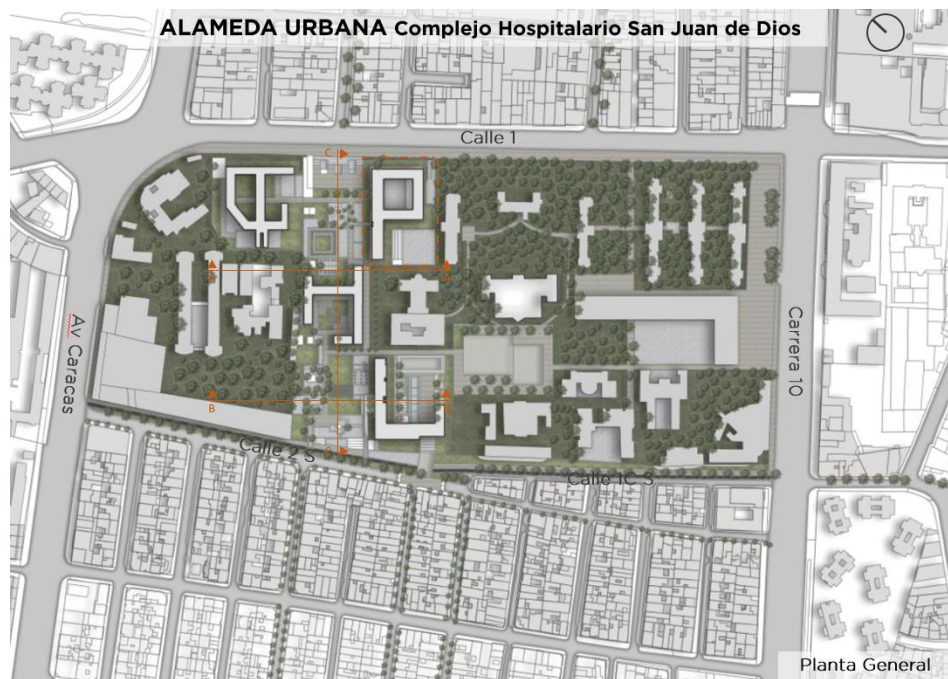 ALAMEDA URBANA Complejo Hospitalario San Juan de Dios
Calle 1
C
Av Caracas
Carrera 10
B
Calle 2 S
Calle 1C S
Planta General